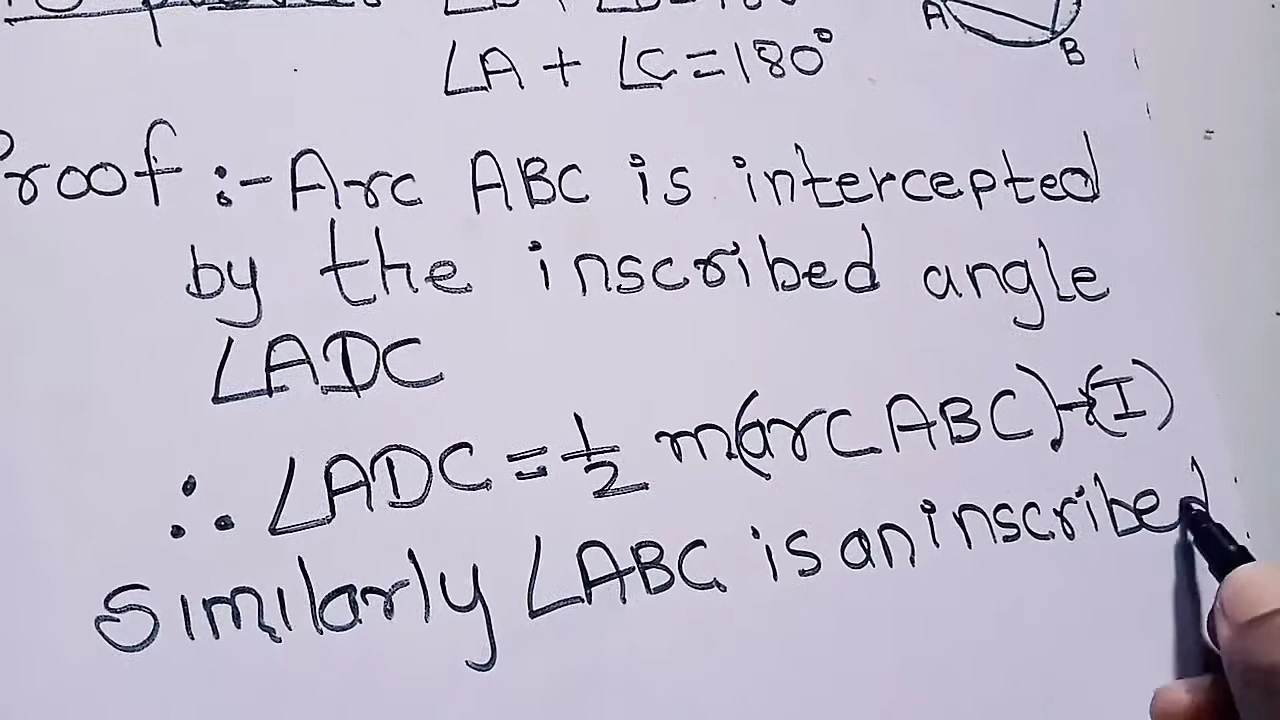 A
B
∠A + ∠C = 180°
Proof :- Arc ABC is intercepted
by the inscribed angle
∠ADC
∴ ∠ADC = 1/2 m(arc ABC) → (I)
Similarly ∠ABC is an inscribed